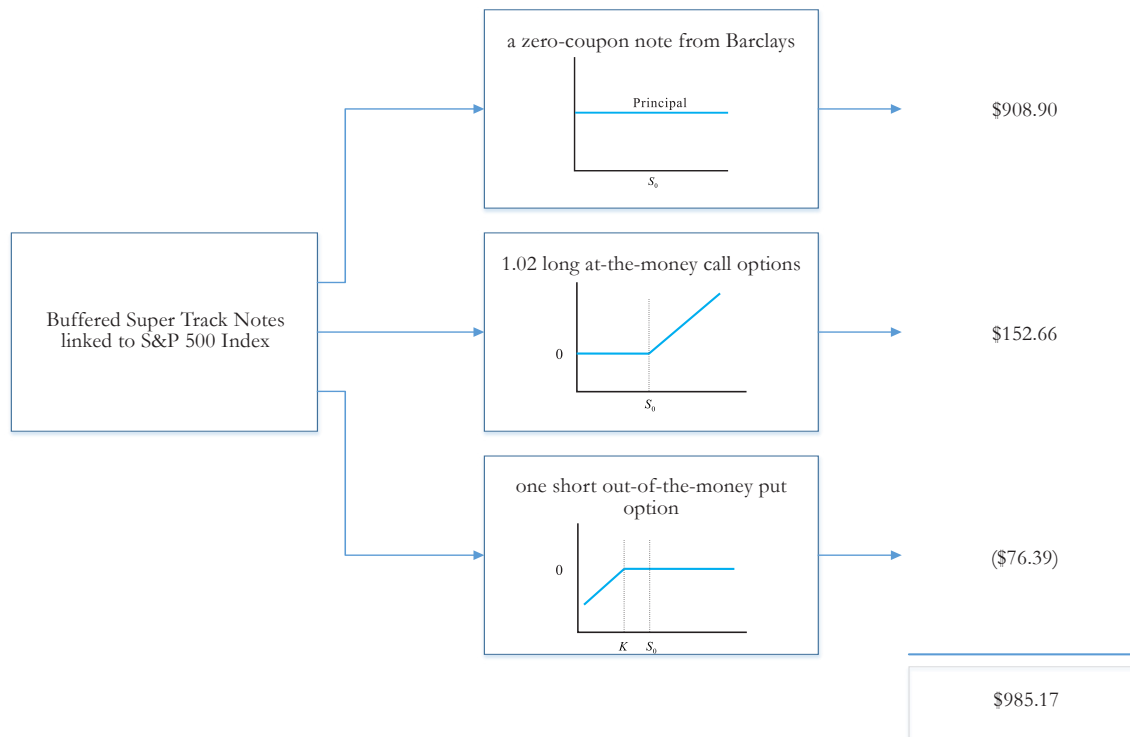 a zero-coupon note from Barclays
Principal
S₀
$908.90
Buffered Super Track Notes
linked to S&P 500 Index
1.02 long at-the-money call options
0
S₀
$152.66
one short out-of-the-money put
option
0
K S₀
($76.39)
$985.17